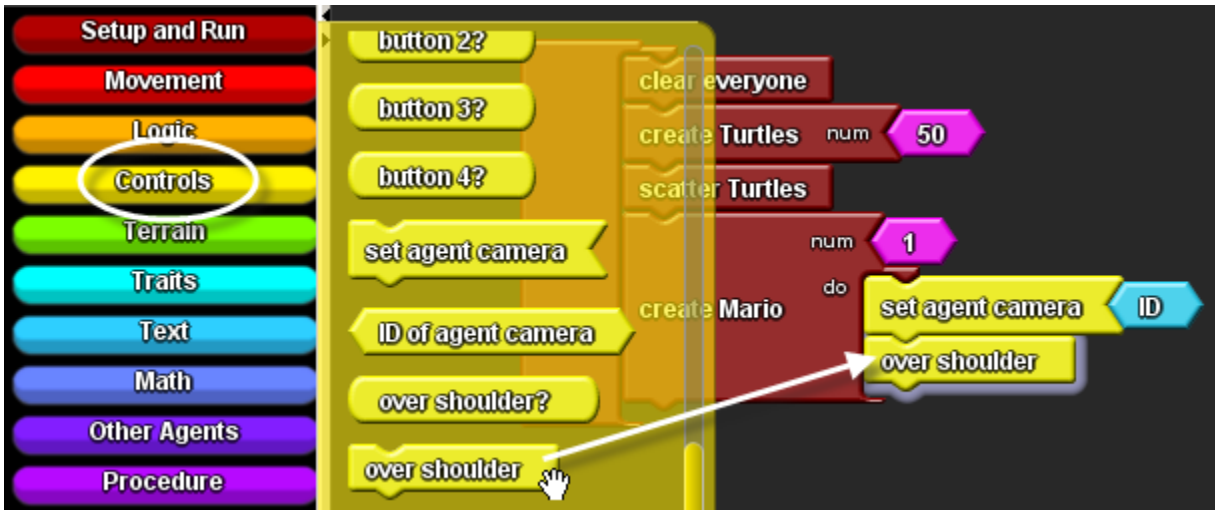 Setup and Run
Movement
Logic
Controls
Terrain
Traits
Text
Math
Other Agents
Procedure
button 2?
button 3?
button 4?
set agent camera
ID of agent camera
over shoulder?
over shoulder
clear everyone
create Turtles num 50
scatter Turtles
num 1
create Mario do
set agent camera ID
over shoulder